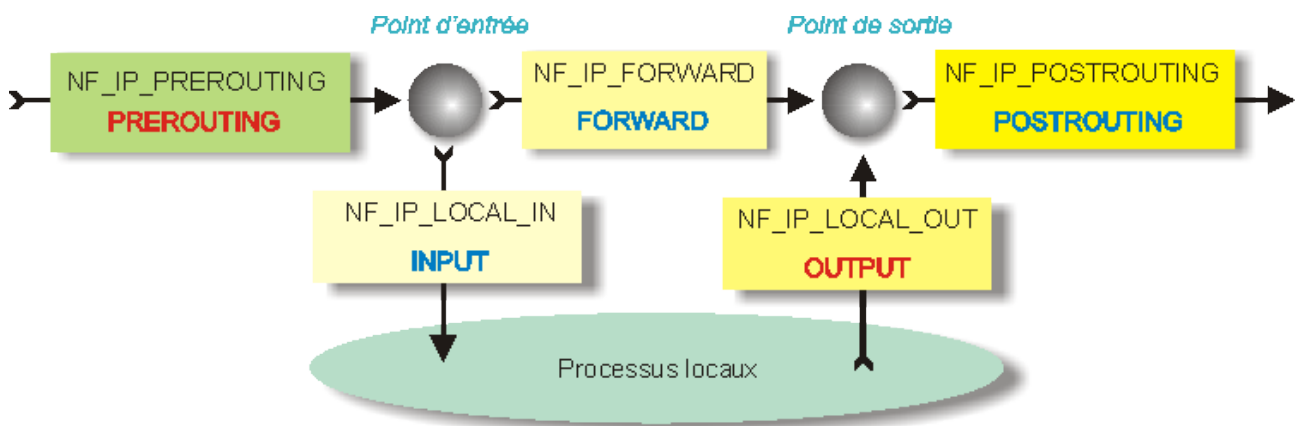 Point d'entrée
Point de sortie
NF_IP_PREROUTING
PREROUTING
NF_IP_FORWARD
FORWARD
NF_IP_POSTROUTING
POSTROUTING
NF_IP_LOCAL_IN
INPUT
NF_IP_LOCAL_OUT
OUTPUT
Processus locaux